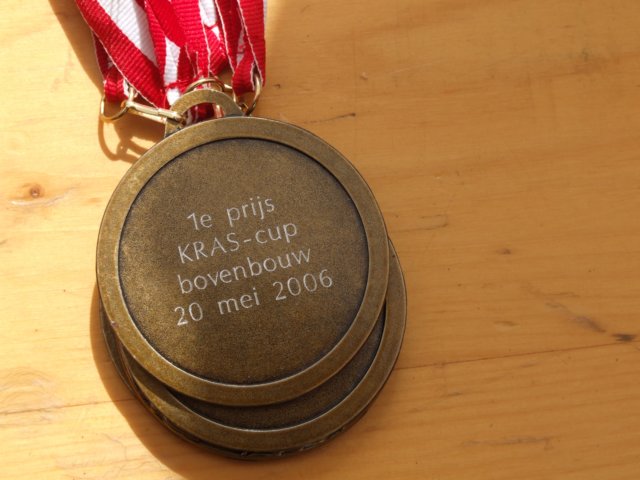 1e prijs
KRAS-cup
bovenbouw
20 mei 2006